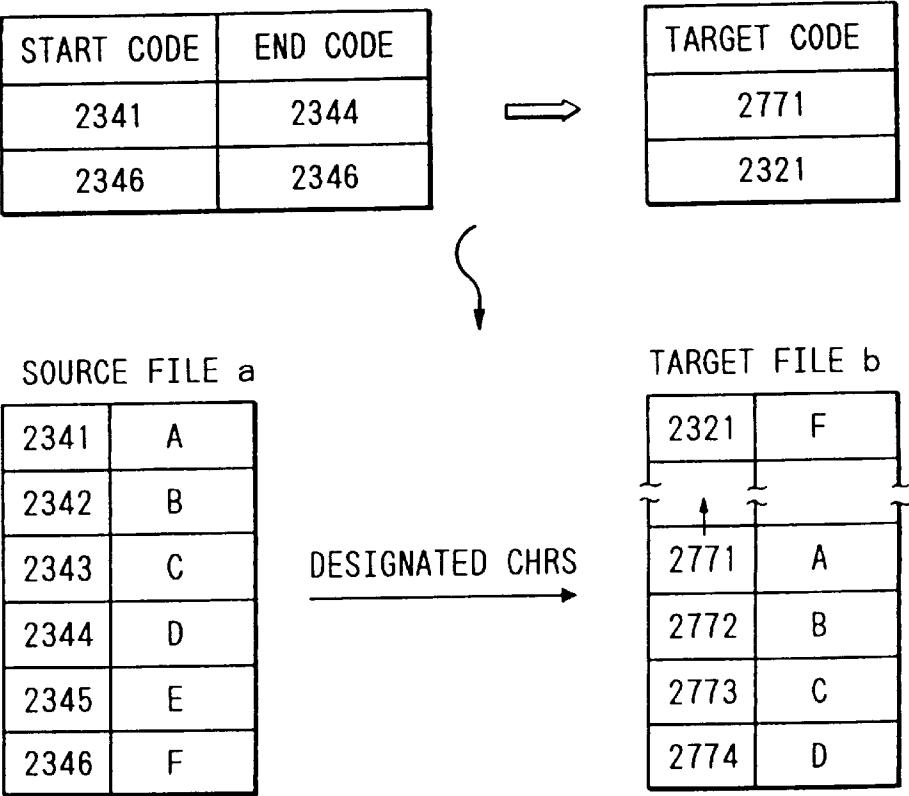 START CODE END CODE
2341 2344
2346 2346
TARGET CODE
2771
2321
SOURCE FILE a
2341 A
2342 B
2343 C
2344 D
2345 E
2346 F
DESIGNATED CHRS
TARGET FILE b
2321 F
2771 A
2772 B
2773 C
2774 D